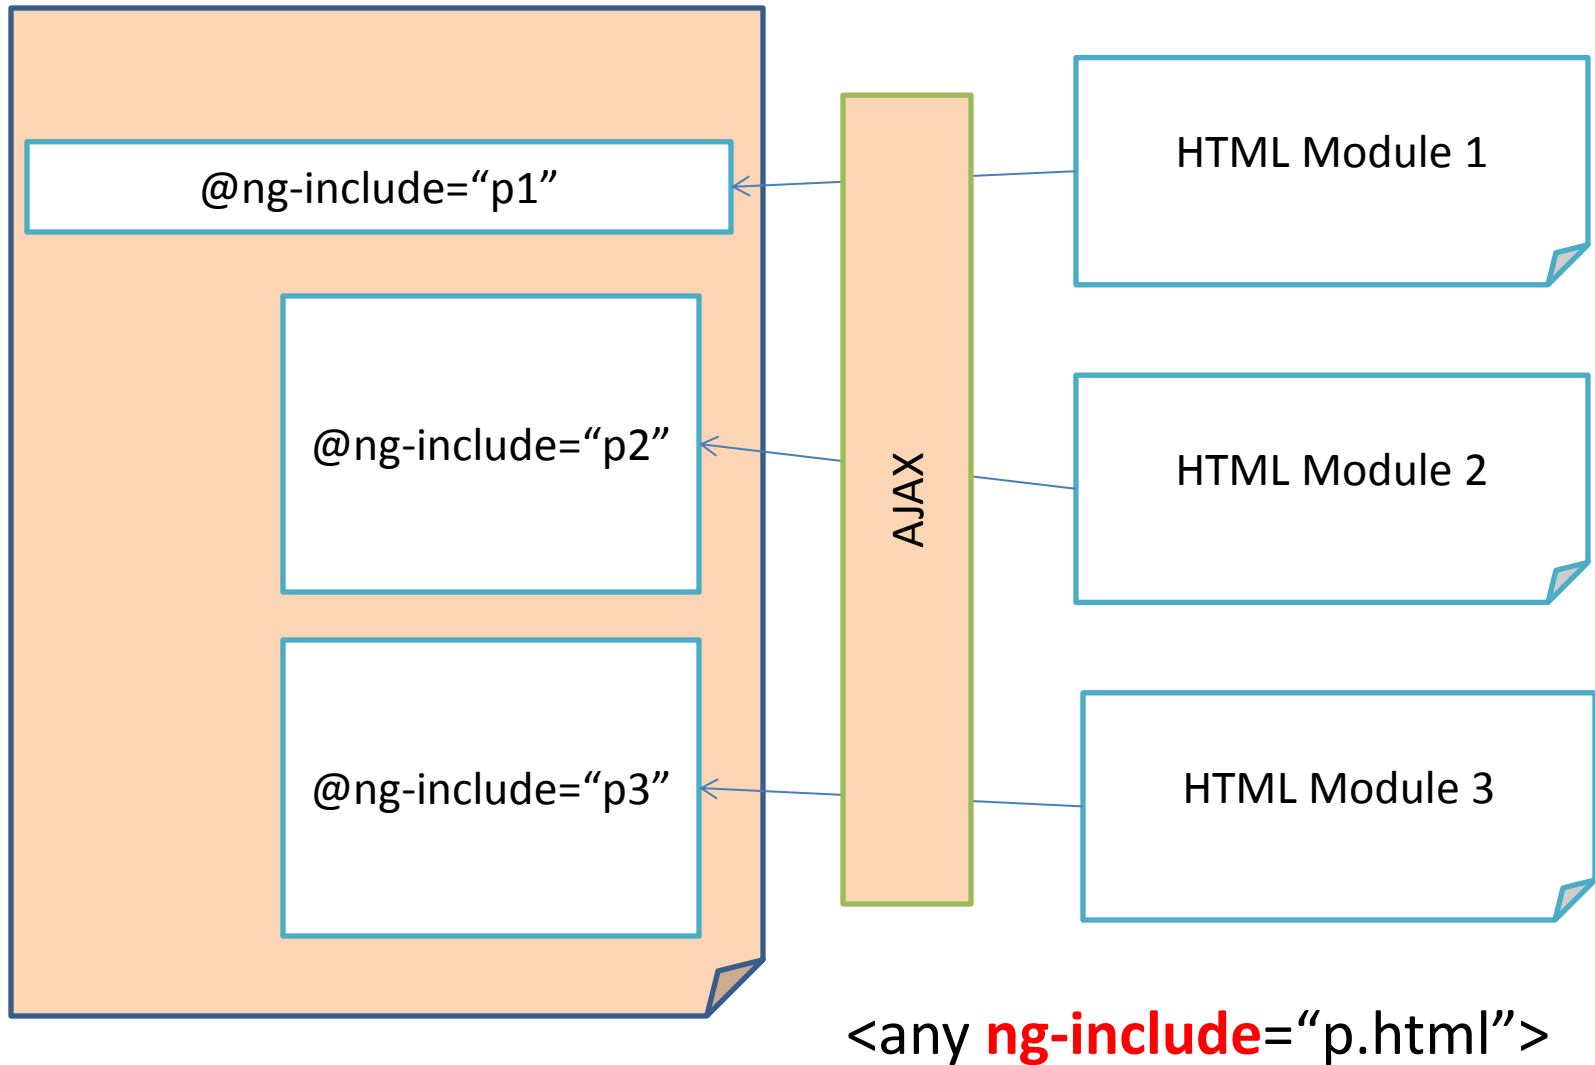 @ng-include=“p1”
@ng-include=“p2”
@ng-include=“p3”
AJAX
HTML Module 1
HTML Module 2
HTML Module 3
<any ng-include=“p.html”>